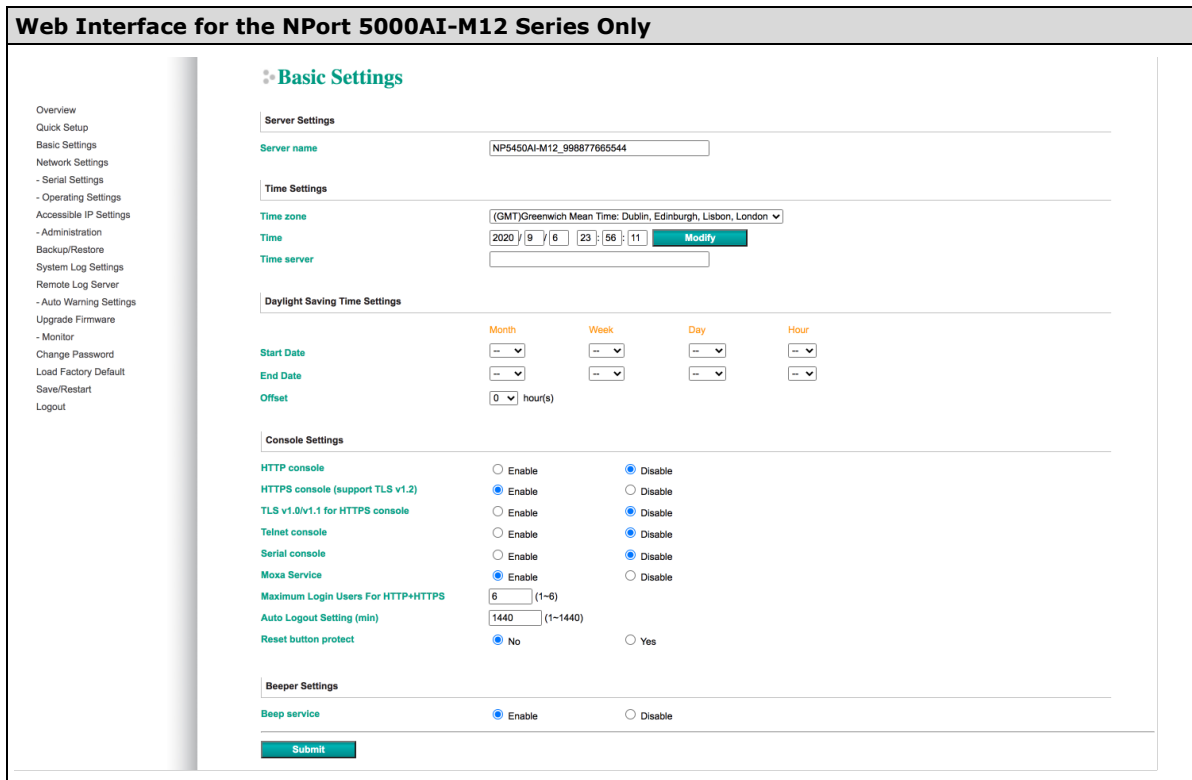 Web Interface for the NPort 5000AI-M12 Series Only
Basic Settings
Overview
Quick Setup
Basic Settings
Network Settings
- Serial Settings
- Operating Settings
Accessible IP Settings
- Administration
Backup/Restore
System Log Settings
Remote Log Server
- Auto Warning Settings
Upgrade Firmware
- Monitor
Change Password
Load Factory Default
Save/Restart
Logout
Server Settings
Server name NP5450AI-M12_998877665544
Time Settings
Time zone (GMT)Greenwich Mean Time: Dublin, Edinburgh, Lisbon, London
Time 2020 / 9 / 6 23 : 56 : 11 Modify
Time server
Daylight Saving Time Settings
Month Week Day Hour
Start Date -- -- -- --
End Date -- -- -- --
Offset 0 hour(s)
Console Settings
HTTP console Enable Disable
HTTPS console (support TLS v1.2) Enable Disable
TLS v1.0/v1.1 for HTTPS console Enable Disable
Telnet console Enable Disable
Serial console Enable Disable
Moxa Service Enable Disable
Maximum Login Users For HTTP+HTTPS 6 (1~6)
Auto Logout Setting (min) 1440 (1~1440)
Reset button protect No Yes
Beeper Settings
Beep service Enable Disable
Submit